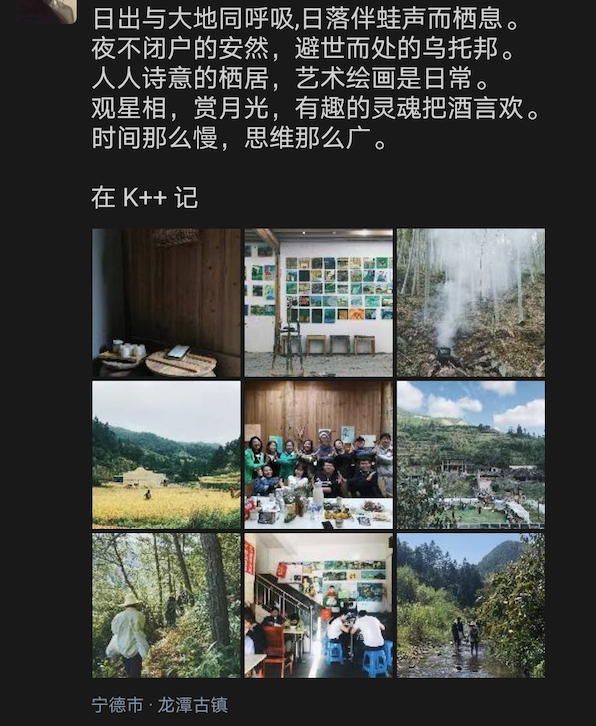 日出与大地同呼吸,日落伴蛙声而栖息。
夜不闭户的安然，避世而处的乌托邦。
人人诗意的栖居，艺术绘画是日常。
观星相，赏月光，有趣的灵魂把酒言欢。
时间那么慢，思维那么广。
在 K++ 记
宁德市 · 龙潭古镇